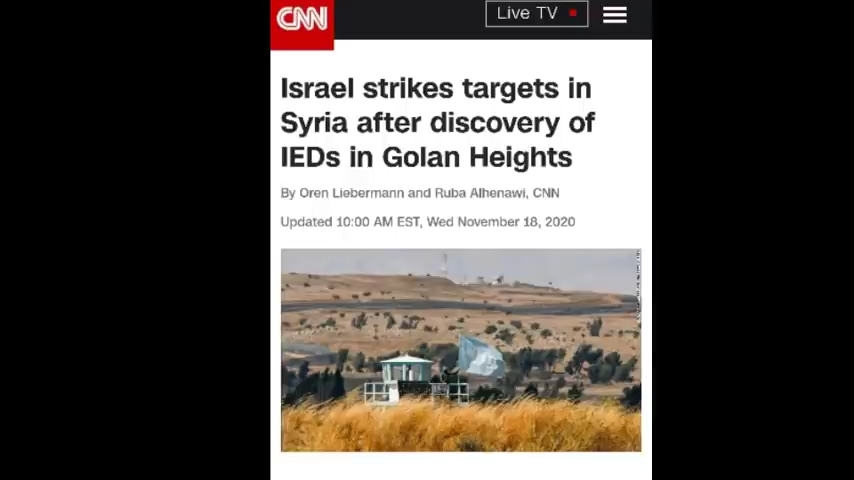 CNN
Live TV
Israel strikes targets in
Syria after discovery of
IEDs in Golan Heights
By Oren Liebermann and Ruba Alhenawi, CNN
Updated 10:00 AM EST, Wed November 18, 2020